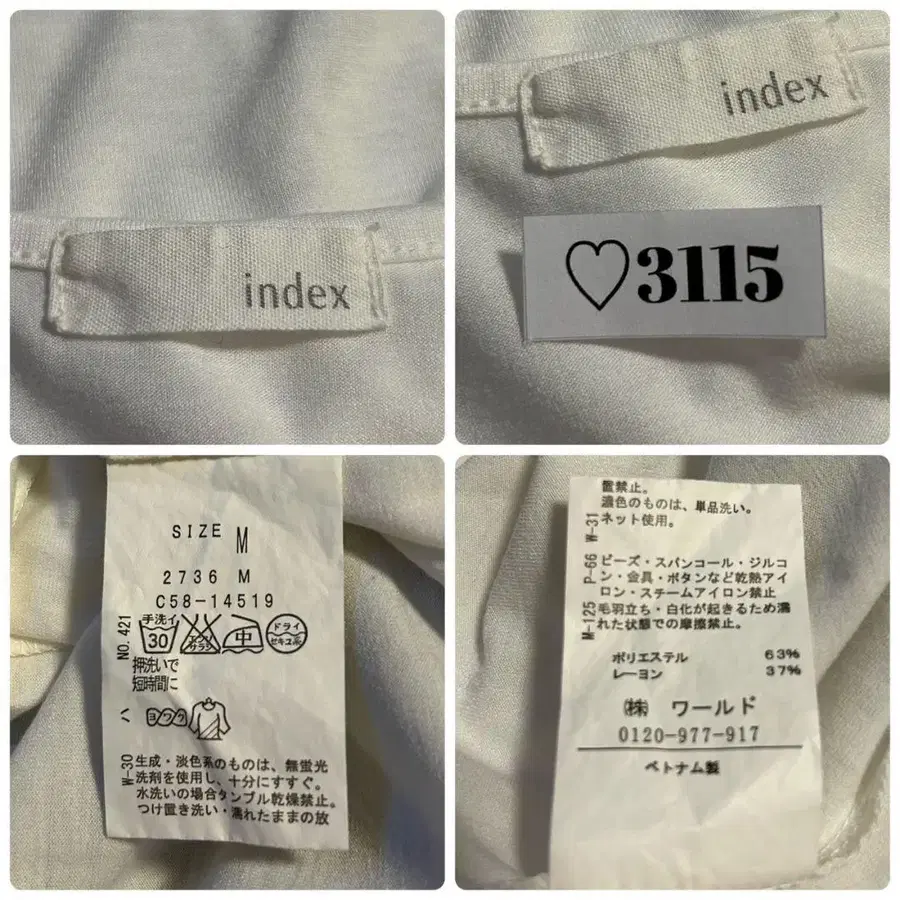 index
index
♡3115
SIZE M
2736 M
C58-14519
NO.421
手洗イ
30
エンソ
サラシ
中
ドライ
セキユ系
押洗いで
短時間に
ハ
ヨワク
W-30
生成・淡色系のものは、無蛍光
洗剤を使用し、十分にすすぐ。
水洗いの場合タンブル乾燥禁止。
つけ置き洗い・濡れたままの放
置禁止。
濃色のものは、単品洗い。
W-31
ネット使用。
P-66
ビーズ・スパンコール・ジルコ
ン・金具・ボタンなど乾熱アイ
ロン・スチームアイロン禁止
M-125
毛羽立ち・白化が起きるため濡
れた状態での摩擦禁止。
ポリエステル 63%
レーヨン 37%
㈱ ワールド
0120-977-917
ベトナム製